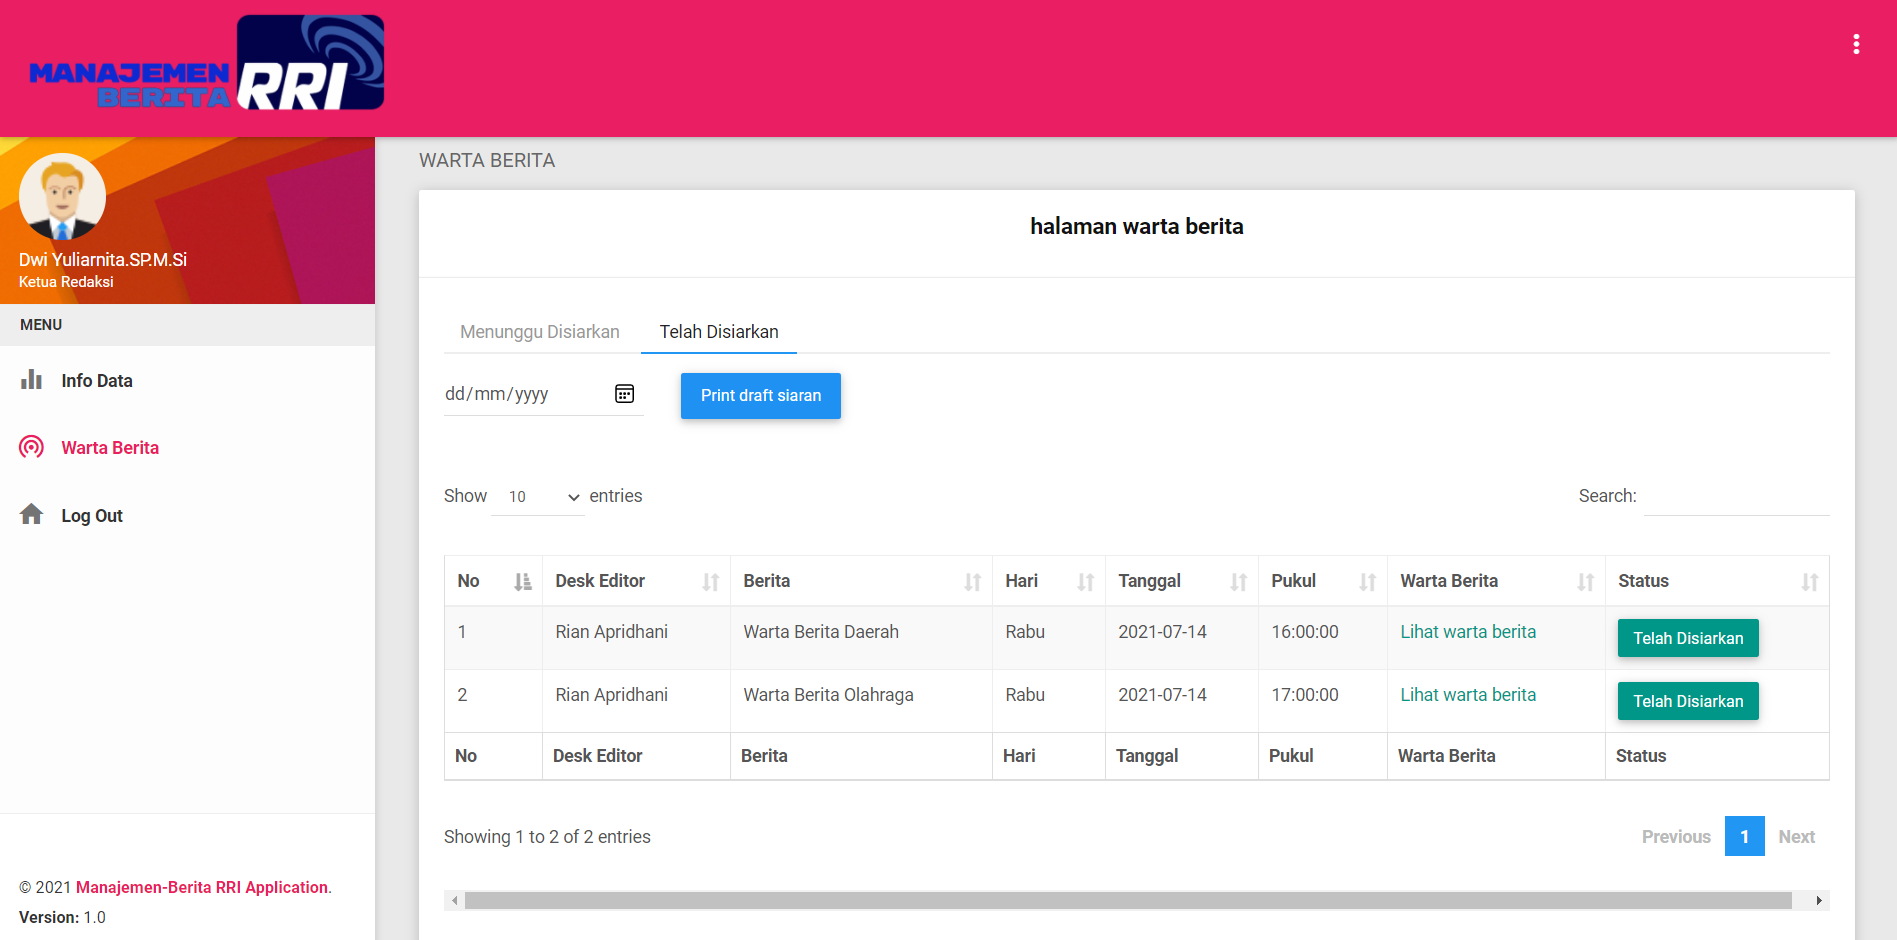 MANAJEMEN
BERITA
RRI
Dwi Yuliarnita.SP.M.Si
Ketua Redaksi
MENU
Info Data
Warta Berita
Log Out
© 2021 Manajemen-Berita RRI Application.
Version: 1.0
WARTA BERITA
halaman warta berita
Menunggu Disiarkan Telah Disiarkan
dd/mm/yyyy Print draft siaran
Show 10 entries Search:
No Desk Editor Berita Hari Tanggal Pukul Warta Berita Status
1 Rian Apridhani Warta Berita Daerah Rabu 2021-07-14 16:00:00 Lihat warta berita Telah Disiarkan
2 Rian Apridhani Warta Berita Olahraga Rabu 2021-07-14 17:00:00 Lihat warta berita Telah Disiarkan
No Desk Editor Berita Hari Tanggal Pukul Warta Berita Status
Showing 1 to 2 of 2 entries Previous 1 Next